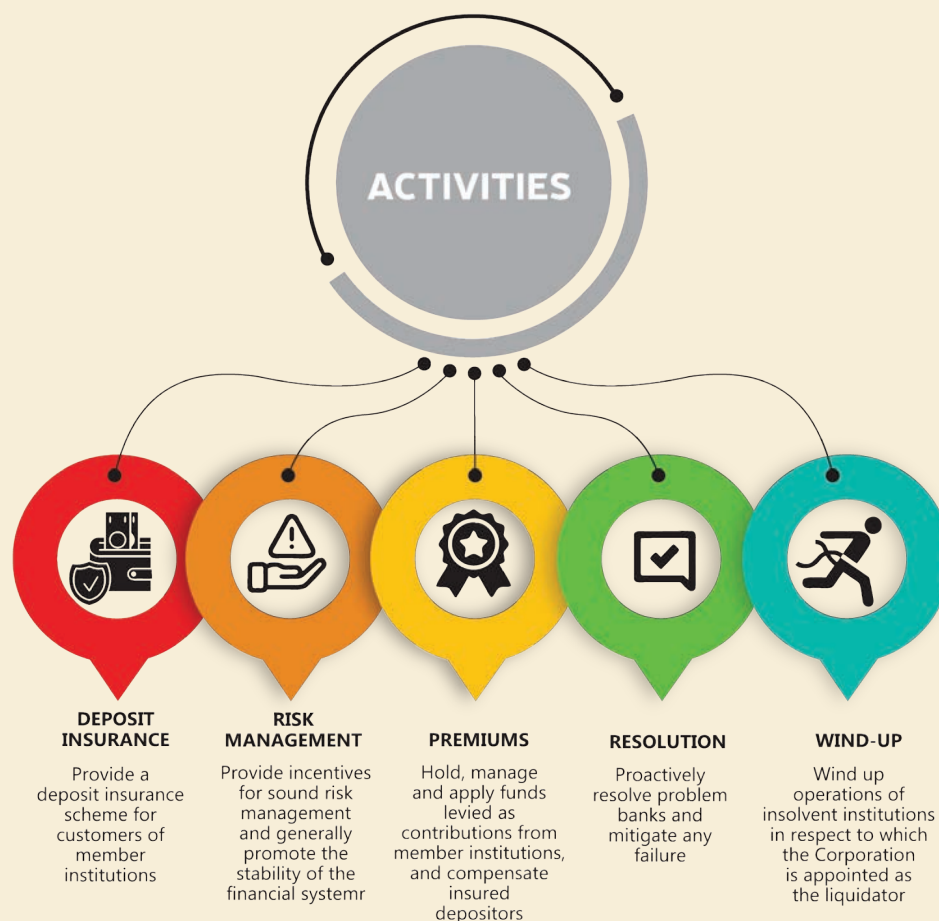 ACTIVITIES
DEPOSIT
INSURANCE
Provide a
deposit insurance
scheme for
customers of
member
institutions
RISK
MANAGEMENT
Provide incentives
for sound risk
management
and generally
promote the
stability of the
financial systemr
PREMIUMS
Hold, manage
and apply funds
levied as
contributions from
member institutions,
and compensate
insured
depositors
RESOLUTION
Proactively
resolve problem
banks and
mitigate any
failure
WIND-UP
Wind up
operations of
insolvent institutions
in respect to which
the Corporation
is appointed as
the liquidator